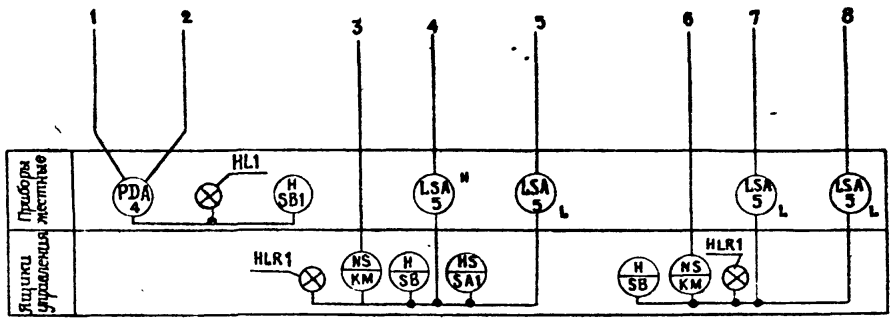 1 2 3 4 5 6 7 8
Приборы
местные
HL1
PDA
4
H
SB1
LSA
5
H
LSA
5
L
LSA
5
L
LSA
5
L
Ящики
управления
HLR1
NS
KM
H
SB
HS
SA1
H
SB
NS
KM
HLR1